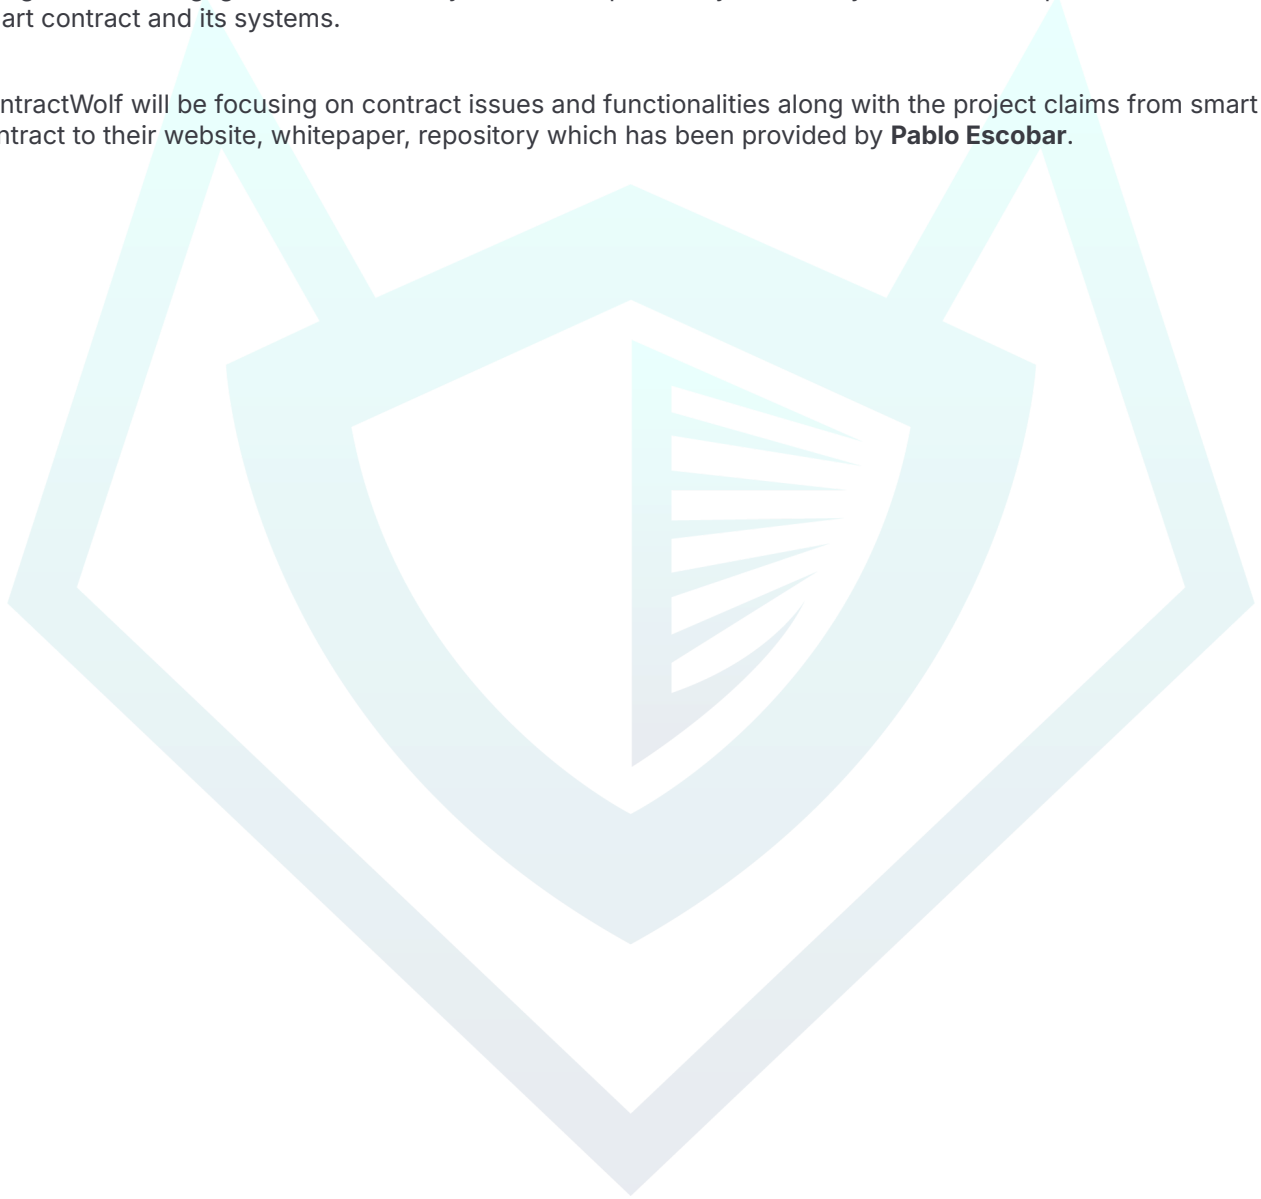 art contract and its systems.
ntractWolf will be focusing on contract issues and functionalities along with the project claims from smart
ntract to their website, whitepaper, repository which has been provided by Pablo Escobar.